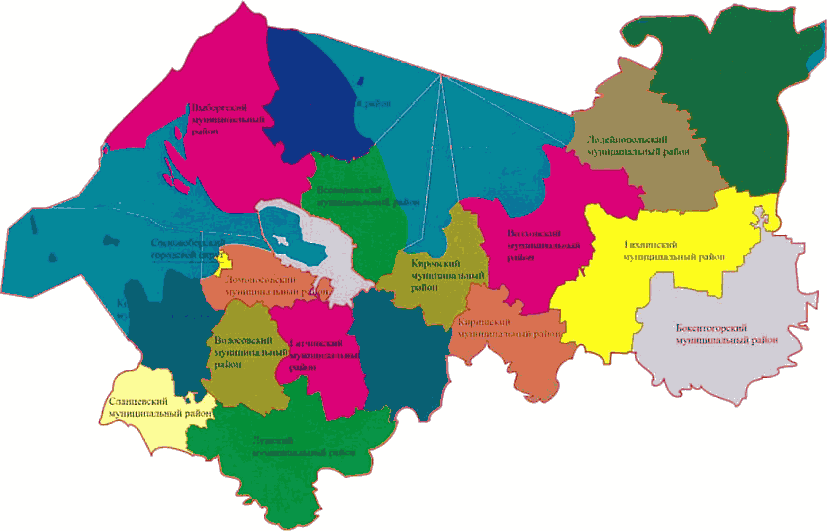 Выборгский
муниципальный
район
район
Лодейнопольский
муниципальный район
Всеволожский
муниципальный район
Волховский
муниципальный
район
Тихвинский
муниципальный район
Сосновоборский
городской округ
Кировский
муниципальный
район
Ломоносовский
муниципальный район
Киришский
муниципальный район
Бокситогорский
муниципальный район
Волосовский
муниципальный
район
Гатчинский
муниципальный
район
Сланцевский
муниципальный район
Лужский
муниципальный район